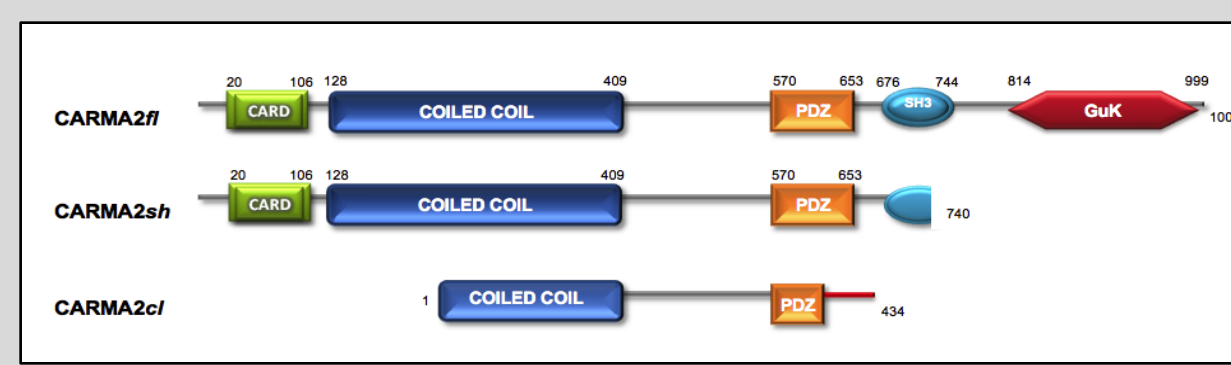 20 106 128 409 570 653 676 744 814 999
CARMA2fl CARD COILED COIL PDZ SH3 GuK 100
20 106 128 409 570 653
CARMA2sh CARD COILED COIL PDZ 740
CARMA2cl 1 COILED COIL PDZ 434